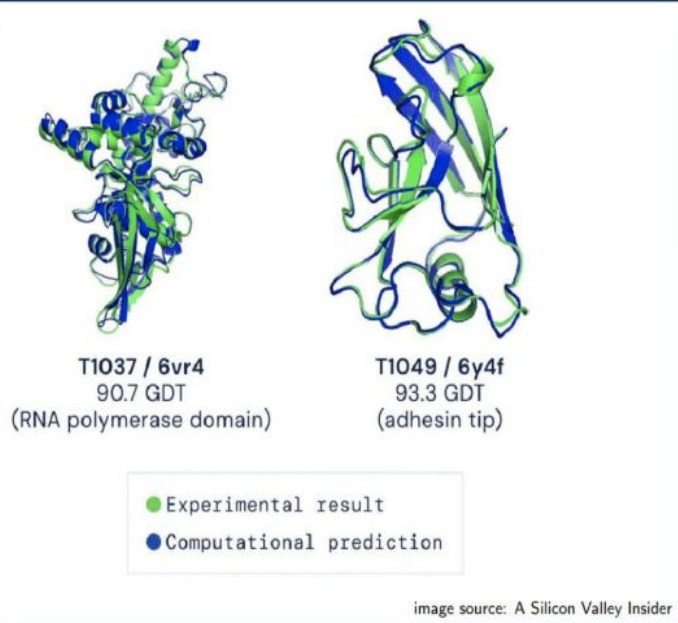 T1037 / 6vr4
90.7 GDT
(RNA polymerase domain)
T1049 / 6y4f
93.3 GDT
(adhesin tip)
Experimental result
Computational prediction
image source: A Silicon Valley Insider